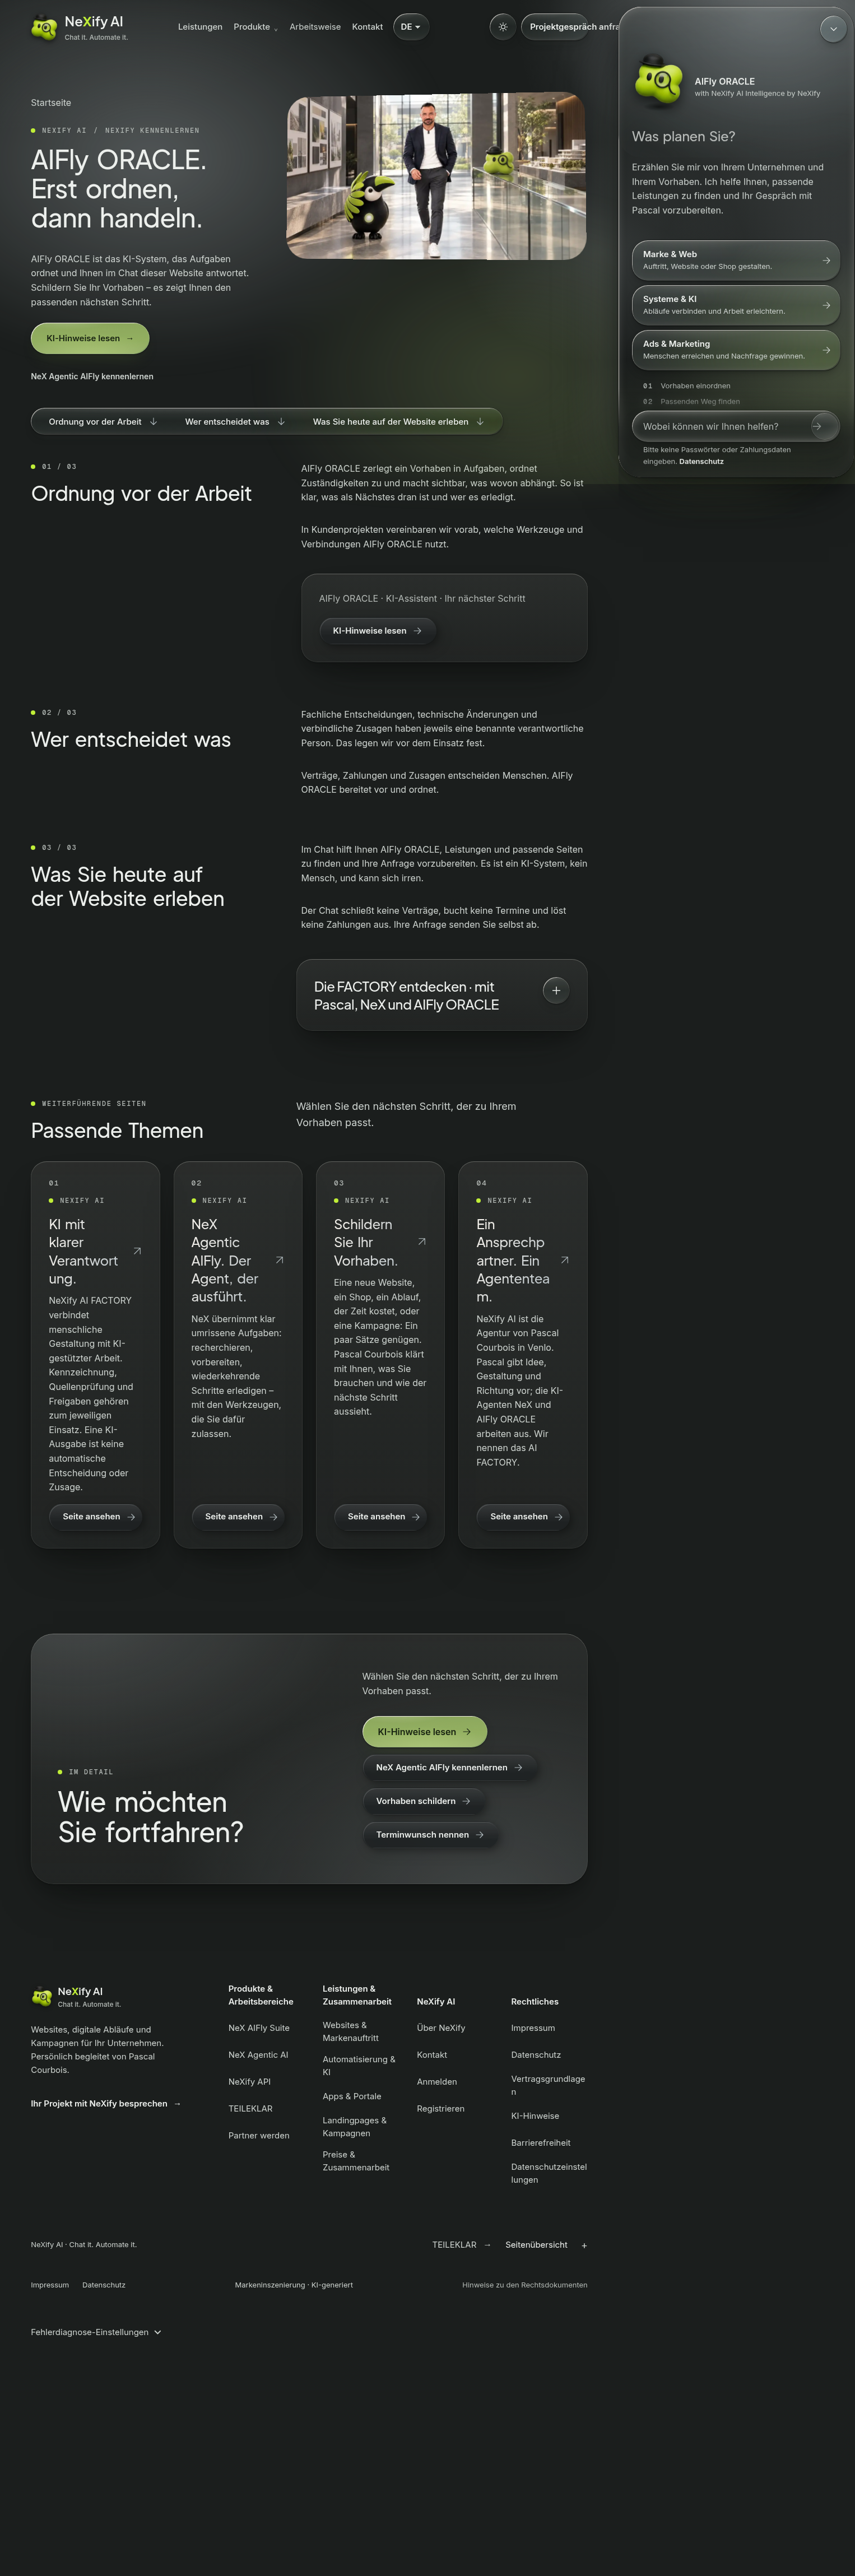 NeXify AI
Chat it. Automate it.
Leistungen
Produkte
Arbeitsweise
Kontakt
DE
Projektgespräch anfra
Startseite
NEXIFY AI / NEXIFY KENNENLERNEN
AIFly ORACLE.
Erst ordnen,
dann handeln.
AIFly ORACLE ist das KI-System, das Aufgaben
ordnet und Ihnen im Chat dieser Website antwortet.
Schildern Sie Ihr Vorhaben – es zeigt Ihnen den
passenden nächsten Schritt.
KI-Hinweise lesen →
NeX Agentic AIFly kennenlernen
Ordnung vor der Arbeit ↓
Wer entscheidet was ↓
Was Sie heute auf der Website erleben ↓
AIFly ORACLE
with NeXify AI Intelligence by NeXify
Was planen Sie?
Erzählen Sie mir von Ihrem Unternehmen und
Ihrem Vorhaben. Ich helfe Ihnen, passende
Leistungen zu finden und Ihr Gespräch mit
Pascal vorzubereiten.
Marke & Web
Auftritt, Website oder Shop gestalten.
→
Systeme & KI
Abläufe verbinden und Arbeit erleichtern.
→
Ads & Marketing
Menschen erreichen und Nachfrage gewinnen.
→
01 Vorhaben einordnen
02 Passenden Weg finden
Wobei können wir Ihnen helfen? →
Bitte keine Passwörter oder Zahlungsdaten
eingeben. Datenschutz
01 / 03
Ordnung vor der Arbeit
AIFly ORACLE zerlegt ein Vorhaben in Aufgaben, ordnet
Zuständigkeiten zu und macht sichtbar, was wovon abhängt. So ist
klar, was als Nächstes dran ist und wer es erledigt.
In Kundenprojekten vereinbaren wir vorab, welche Werkzeuge und
Verbindungen AIFly ORACLE nutzt.
AIFly ORACLE · KI-Assistent · Ihr nächster Schritt
KI-Hinweise lesen →
02 / 03
Wer entscheidet was
Fachliche Entscheidungen, technische Änderungen und
verbindliche Zusagen haben jeweils eine benannte verantwortliche
Person. Das legen wir vor dem Einsatz fest.
Verträge, Zahlungen und Zusagen entscheiden Menschen. AIFly
ORACLE bereitet vor und ordnet.
03 / 03
Was Sie heute auf
der Website erleben
Im Chat hilft Ihnen AIFly ORACLE, Leistungen und passende Seiten
zu finden und Ihre Anfrage vorzubereiten. Es ist ein KI-System, kein
Mensch, und kann sich irren.
Der Chat schließt keine Verträge, bucht keine Termine und löst
keine Zahlungen aus. Ihre Anfrage senden Sie selbst ab.
Die FACTORY entdecken · mit
Pascal, NeX und AIFly ORACLE
+
WEITERFÜHRENDE SEITEN
Passende Themen
Wählen Sie den nächsten Schritt, der zu Ihrem
Vorhaben passt.
01
NEXIFY AI
KI mit
klarer
Verantwort
ung.
NeXify AI FACTORY
verbindet
menschliche
Gestaltung mit KI-
gestützter Arbeit.
Kennzeichnung,
Quellenprüfung und
Freigaben gehören
zum jeweiligen
Einsatz. Eine KI-
Ausgabe ist keine
automatische
Entscheidung oder
Zusage.
Seite ansehen →
02
NEXIFY AI
NeX
Agentic
AIFly. Der
Agent, der
ausführt.
NeX übernimmt klar
umrissene Aufgaben:
recherchieren,
vorbereiten,
wiederkehrende
Schritte erledigen –
mit den Werkzeugen,
die Sie dafür
zulassen.
Seite ansehen →
03
NEXIFY AI
Schildern
Sie Ihr
Vorhaben.
Eine neue Website,
ein Shop, ein Ablauf,
der Zeit kostet, oder
eine Kampagne: Ein
paar Sätze genügen.
Pascal Courbois klärt
mit Ihnen, was Sie
brauchen und wie der
nächste Schritt
aussieht.
Seite ansehen →
04
NEXIFY AI
Ein
Ansprechp
artner. Ein
Agententea
m.
NeXify AI ist die
Agentur von Pascal
Courbois in Venlo.
Pascal gibt Idee,
Gestaltung und
Richtung vor; die KI-
Agenten NeX und
AIFly ORACLE
arbeiten aus. Wir
nennen das AI
FACTORY.
Seite ansehen →
IM DETAIL
Wie möchten
Sie fortfahren?
Wählen Sie den nächsten Schritt, der zu Ihrem
Vorhaben passt.
KI-Hinweise lesen →
NeX Agentic AIFly kennenlernen →
Vorhaben schildern →
Terminwunsch nennen →
NeXify AI
Chat it. Automate it.
Websites, digitale Abläufe und
Kampagnen für Ihr Unternehmen.
Persönlich begleitet von Pascal
Courbois.
Ihr Projekt mit NeXify besprechen →
Produkte &
Arbeitsbereiche
NeX AIFly Suite
NeX Agentic AI
NeXify API
TEILEKLAR
Partner werden
Leistungen &
Zusammenarbeit
Websites &
Markenauftritt
Automatisierung &
KI
Apps & Portale
Landingpages &
Kampagnen
Preise &
Zusammenarbeit
NeXify AI
Über NeXify
Kontakt
Anmelden
Registrieren
Rechtliches
Impressum
Datenschutz
Vertragsgrundlage
n
KI-Hinweise
Barrierefreiheit
Datenschutzeinstel
lungen
NeXify AI · Chat it. Automate it.
TEILEKLAR →
Seitenübersicht +
Impressum
Datenschutz
Markeninszenierung · KI-generiert
Hinweise zu den Rechtsdokumenten
Fehlerdiagnose-Einstellungen